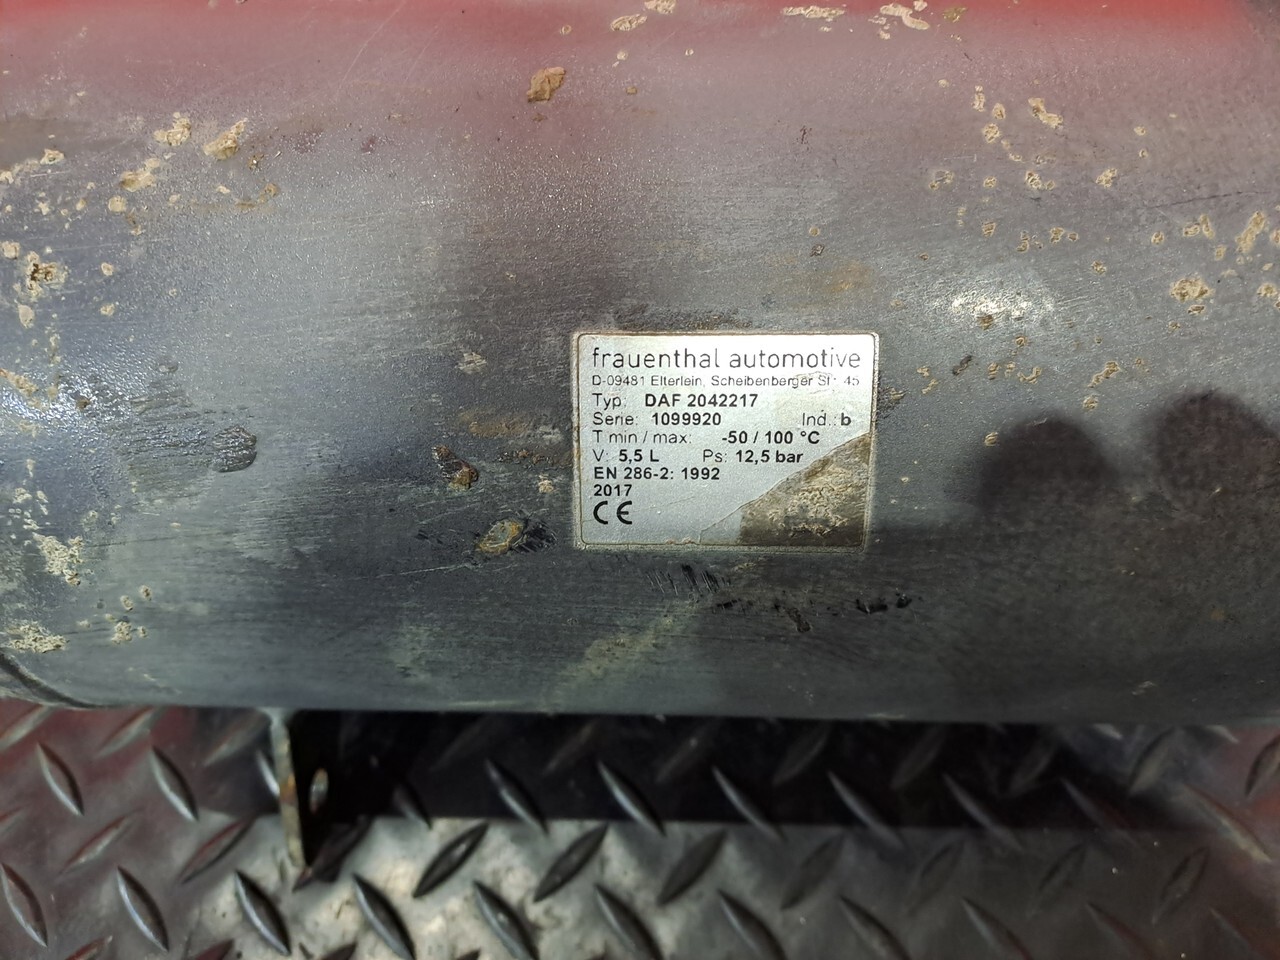 frauenthal automotive
D-09481 Elterlein, Scheibenberger Str. 45
Typ: DAF 2042217
Serie: 1099920 Ind.: b
T min / max: -50 / 100 °C
V: 5,5 L Ps: 12,5 bar
EN 286-2: 1992
2017
CE